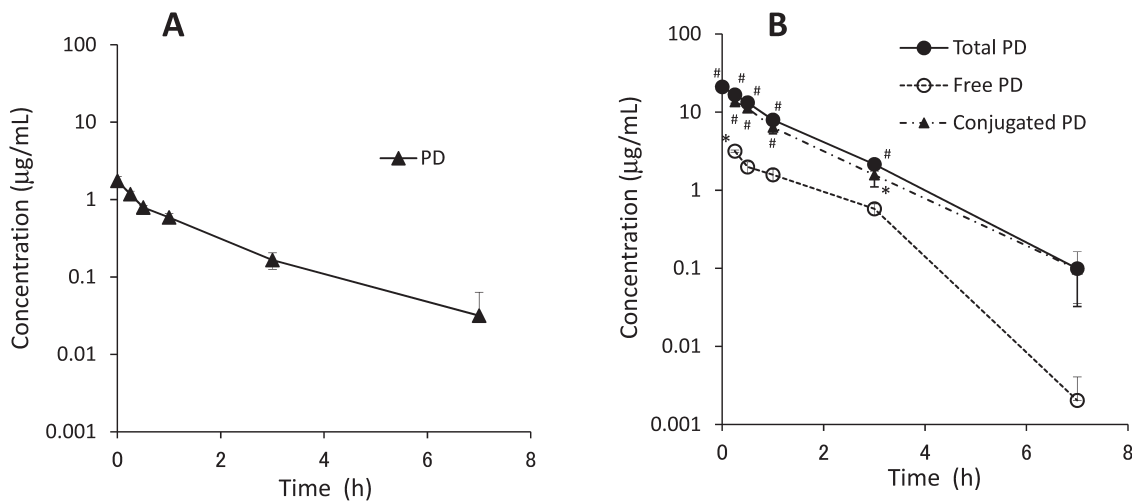 A
Concentration (µg/mL)
100
10
1
0.1
0.01
0.001
PD
0 2 4 6 8
Time (h)
B
Concentration (µg/mL)
100
10
1
0.1
0.01
0.001
Total PD
Free PD
Conjugated PD
#
#
#
#
#
#
#
#
*
*
0 2 4 6 8
Time (h)